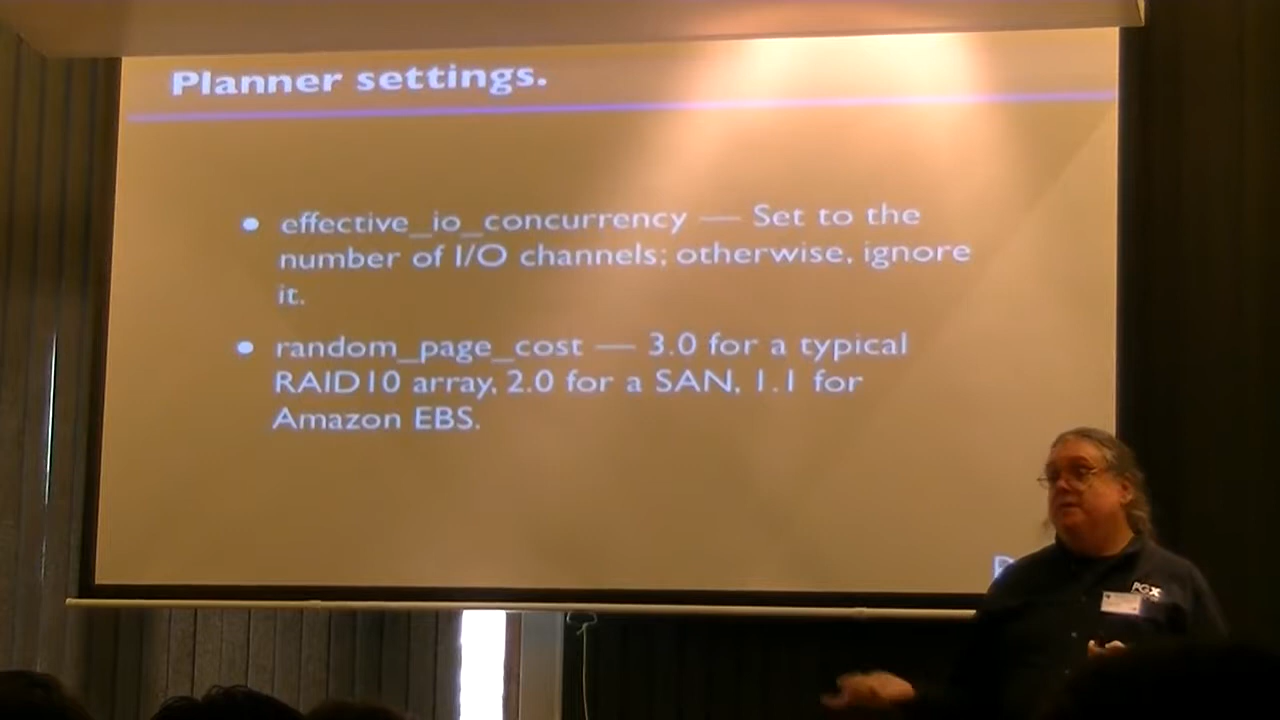 Planner settings.
• effective_io_concurrency — Set to the
number of I/O channels; otherwise, ignore
it.
• random_page_cost — 3.0 for a typical
RAID10 array, 2.0 for a SAN, 1.1 for
Amazon EBS.
PGX